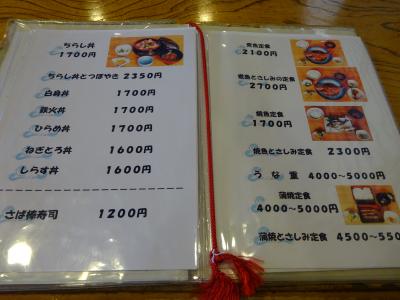 ちらし丼
1700円
ちらし丼とつぼやき 2350円
白身丼 1700円
鉄火丼 1700円
ひらめ丼 1700円
ねぎとろ丼 1600円
しらす丼 1600円
さば棒寿司 1200円
煮魚定食
2100円
煮魚とさしみの定食
2700円
焼魚定食
1700円
焼魚とさしみ定食 2300円
うな重 4000〜5000円
蒲焼定食
4000〜5000円
蒲焼とさしみ定食 4500〜550